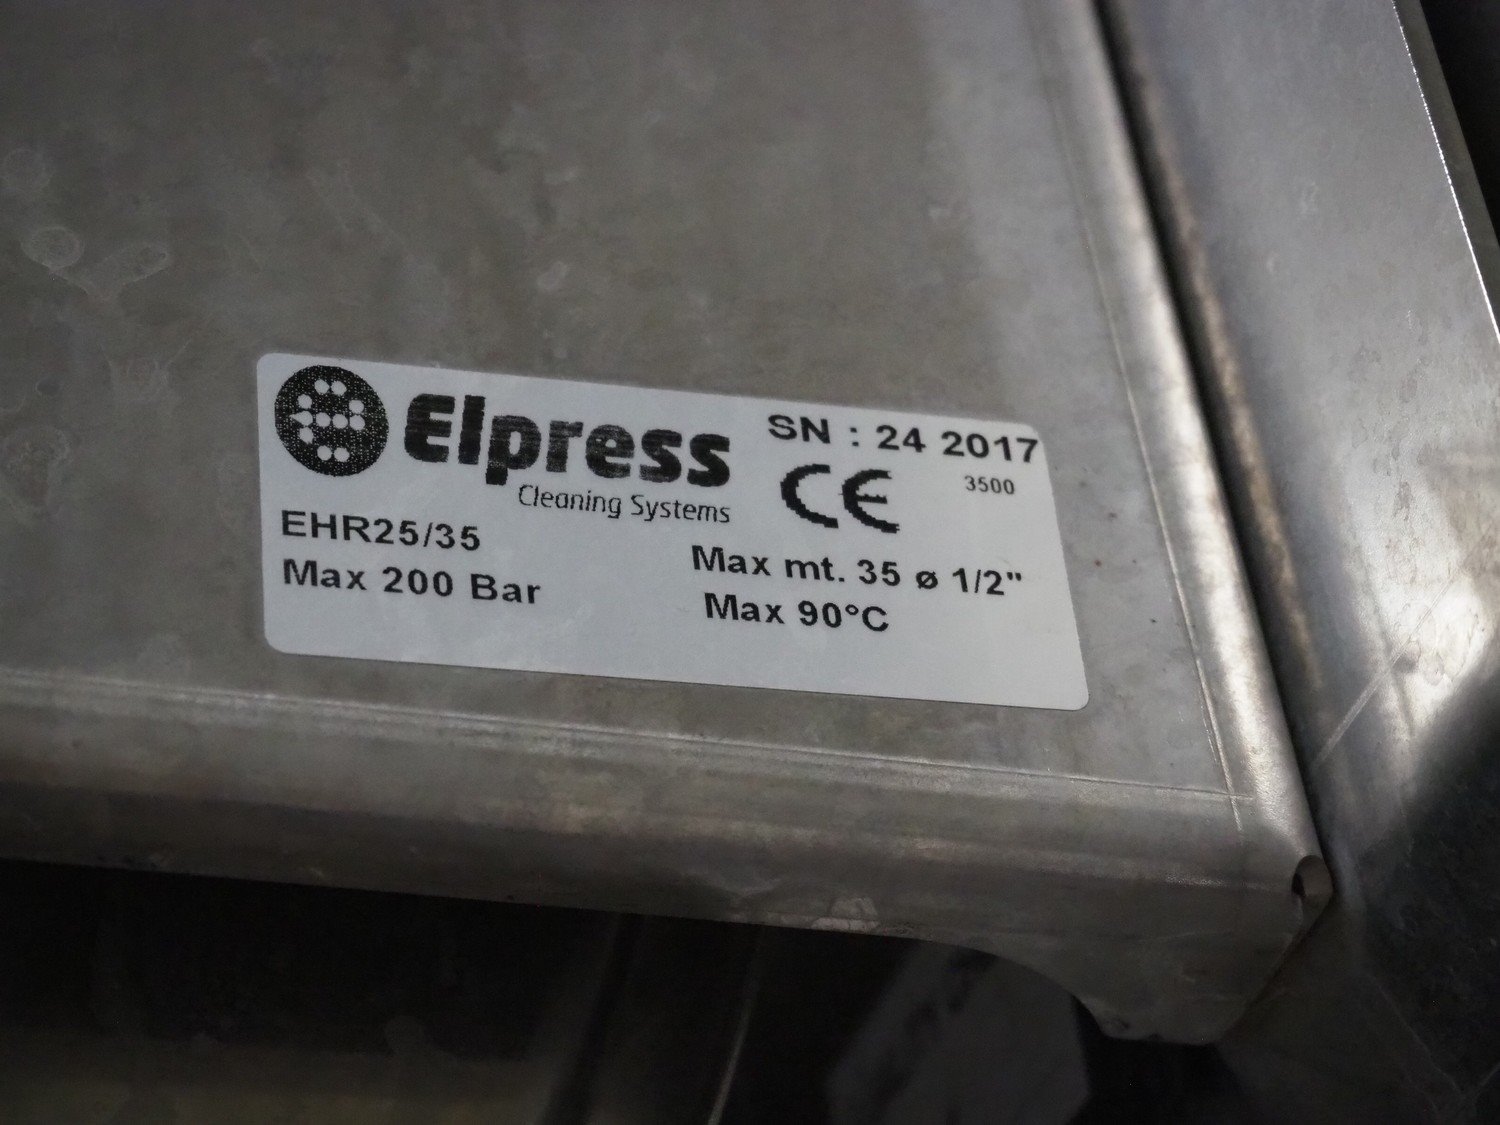 Elpress
Cleaning Systems
SN : 24 2017
CE
3500
EHR25/35
Max 200 Bar
Max mt. 35 ø 1/2"
Max 90°C